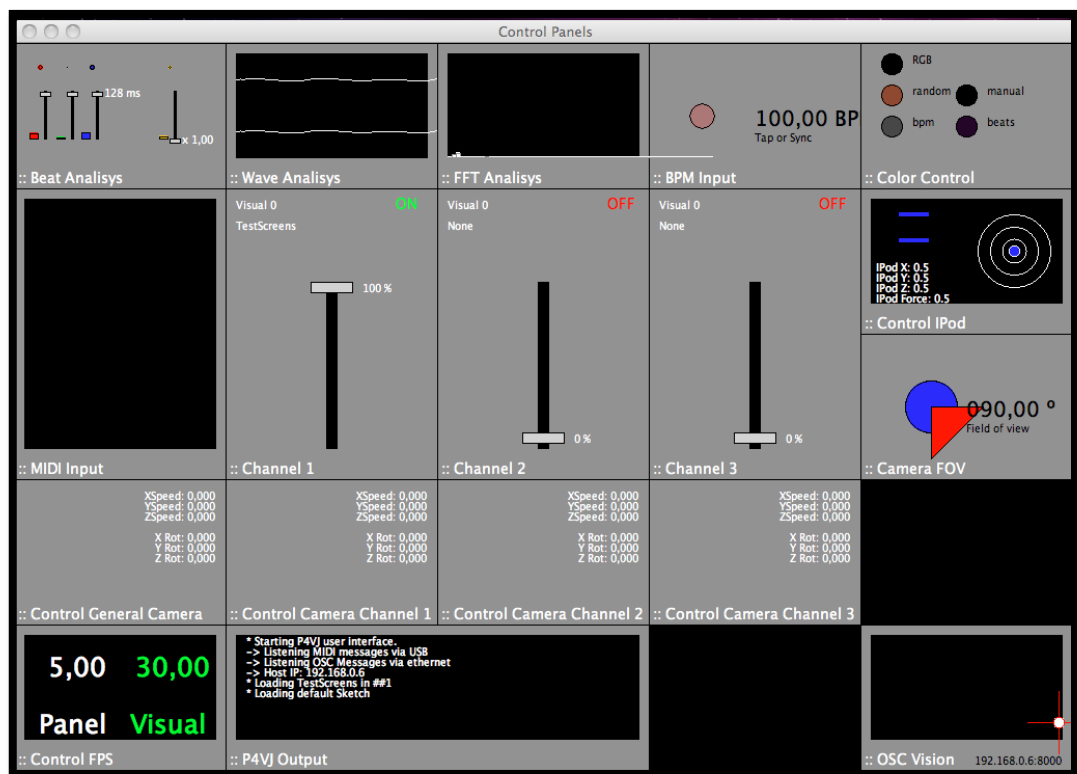 Control Panels
128 ms
x 1,00
:: Beat Analisys
:: Wave Analisys
:: FFT Analisys
100,00 BP
Tap or Sync
:: BPM Input
RGB
random
manual
bpm
beats
:: Color Control
:: MIDI Input
Visual 0
ON
TestScreens
100 %
:: Channel 1
Visual 0
OFF
None
0 %
:: Channel 2
Visual 0
OFF
None
0 %
:: Channel 3
IPod X: 0.5
IPod Y: 0.5
IPod Z: 0.5
IPod Force: 0.5
:: Control IPod
090,00 º
Field of view
:: Camera FOV
XSpeed: 0,000
YSpeed: 0,000
ZSpeed: 0,000
X Rot: 0,000
Y Rot: 0,000
Z Rot: 0,000
:: Control General Camera
XSpeed: 0,000
YSpeed: 0,000
ZSpeed: 0,000
X Rot: 0,000
Y Rot: 0,000
Z Rot: 0,000
:: Control Camera Channel 1
XSpeed: 0,000
YSpeed: 0,000
ZSpeed: 0,000
X Rot: 0,000
Y Rot: 0,000
Z Rot: 0,000
:: Control Camera Channel 2
XSpeed: 0,000
YSpeed: 0,000
ZSpeed: 0,000
X Rot: 0,000
Y Rot: 0,000
Z Rot: 0,000
:: Control Camera Channel 3
5,00 30,00
Panel Visual
:: Control FPS
* Starting P4VJ user interface.
-> Listening MIDI messages via USB
-> Listening OSC Messages via ethernet
-> Host IP: 192.168.0.6
* Loading TestScreens in ##1
* Loading default Sketch
:: P4VJ Output
:: OSC Vision
192.168.0.6:8000